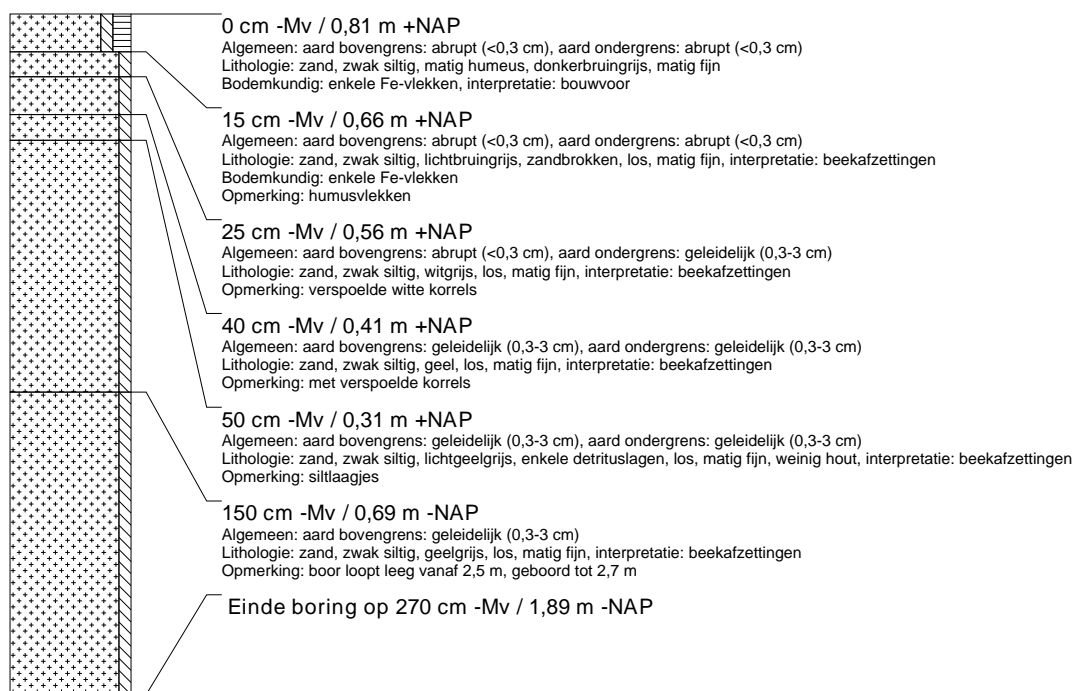 0 cm -Mv / 0,81 m +NAP
Algemeen: aard bovengrens: abrupt (<0,3 cm), aard ondergrens: abrupt (<0,3 cm)
Lithologie: zand, zwak siltig, matig humeus, donkerbruingrijs, matig fijn
Bodemkundig: enkele Fe-vlekken, interpretatie: bouwvoor
15 cm -Mv / 0,66 m +NAP
Algemeen: aard bovengrens: abrupt (<0,3 cm), aard ondergrens: abrupt (<0,3 cm)
Lithologie: zand, zwak siltig, lichtbruingrijs, zandbrokken, los, matig fijn, interpretatie: beekafzettingen
Bodemkundig: enkele Fe-vlekken
Opmerking: humusvlekken
25 cm -Mv / 0,56 m +NAP
Algemeen: aard bovengrens: abrupt (<0,3 cm), aard ondergrens: geleidelijk (0,3-3 cm)
Lithologie: zand, zwak siltig, witgrijs, los, matig fijn, interpretatie: beekafzettingen
Opmerking: verspoelde witte korrels
40 cm -Mv / 0,41 m +NAP
Algemeen: aard bovengrens: geleidelijk (0,3-3 cm), aard ondergrens: geleidelijk (0,3-3 cm)
Lithologie: zand, zwak siltig, geel, los, matig fijn, interpretatie: beekafzettingen
Opmerking: met verspoelde korrels
50 cm -Mv / 0,31 m +NAP
Algemeen: aard bovengrens: geleidelijk (0,3-3 cm), aard ondergrens: geleidelijk (0,3-3 cm)
Lithologie: zand, zwak siltig, lichtgeelgrijs, enkele detrituslagen, los, matig fijn, weinig hout, interpretatie: beekafzettingen
Opmerking: siltlaagjes
150 cm -Mv / 0,69 m -NAP
Algemeen: aard bovengrens: geleidelijk (0,3-3 cm)
Lithologie: zand, zwak siltig, geelgrijs, los, matig fijn, interpretatie: beekafzettingen
Opmerking: boor loopt leeg vanaf 2,5 m, geboord tot 2,7 m
Einde boring op 270 cm -Mv / 1,89 m -NAP